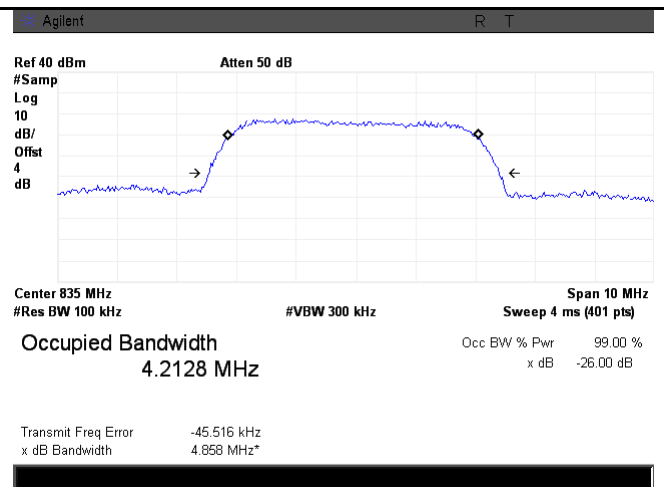 Agilent R T
Ref 40 dBm Atten 50 dB
#Samp
Log
10
dB/
Offst
4
dB
Center 835 MHz Span 10 MHz
#Res BW 100 kHz #VBW 300 kHz Sweep 4 ms (401 pts)
Occupied Bandwidth Occ BW % Pwr 99.00 %
4.2128 MHz x dB -26.00 dB
Transmit Freq Error -45.516 kHz
x dB Bandwidth 4.858 MHz*